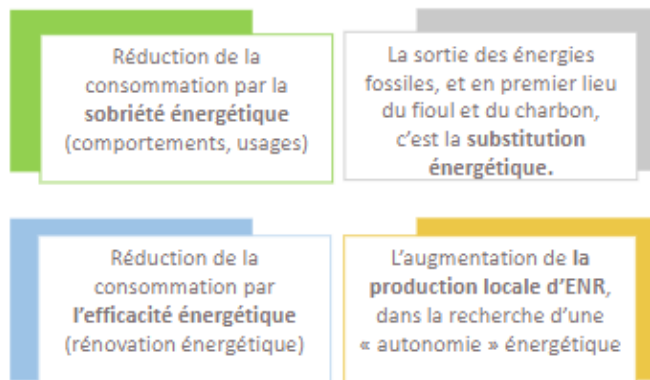 Réduction de la
consommation par la
sobriété énergétique
(comportements, usages)
La sortie des énergies
fossiles, et en premier lieu
du fioul et du charbon,
c'est la substitution
énergétique.
Réduction de la
consommation par
l'efficacité énergétique
(rénovation énergétique)
L'augmentation de la
production locale d'ENR,
dans la recherche d'une
« autonomie » énergétique